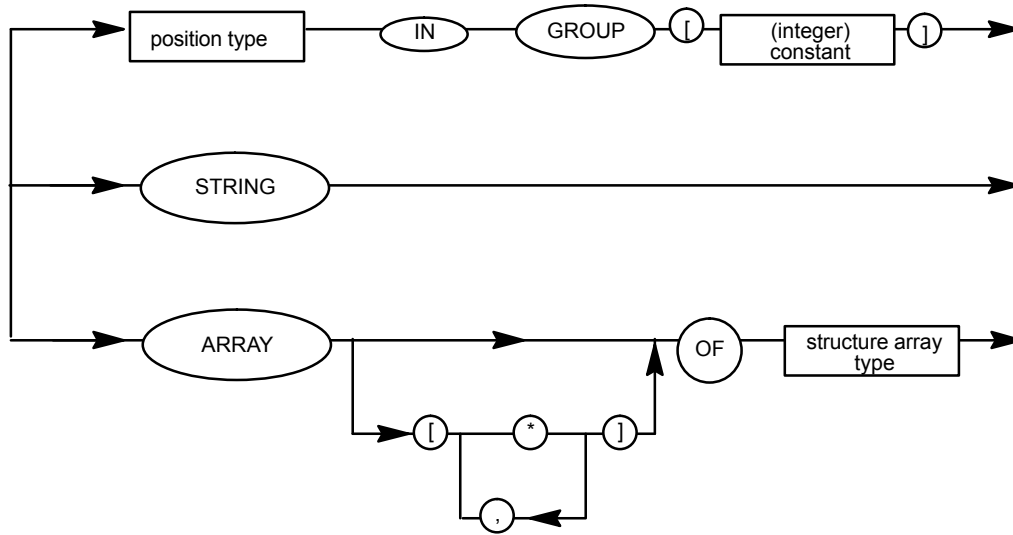 position type IN GROUP [ (integer) constant ]
STRING
ARRAY OF structure array type
[ * ]
,